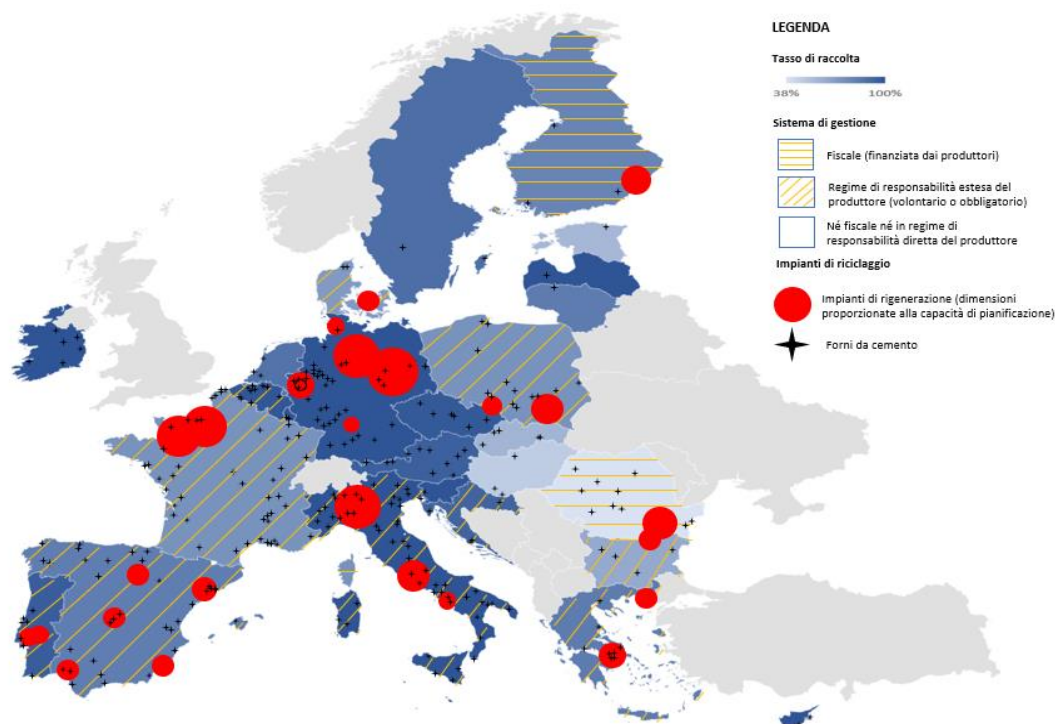 LEGENDA
Tasso di raccolta
38% 100%
Sistema di gestione
Fiscale (finanziata dai produttori)
Regime di responsabilità estesa del
produttore (volontario o obbligatorio)
Né fiscale né in regime di
responsabilità diretta del produttore
Impianti di riciclaggio
Impianti di rigenerazione (dimensioni
proporzionate alla capacità di pianificazione)
Forni da cemento